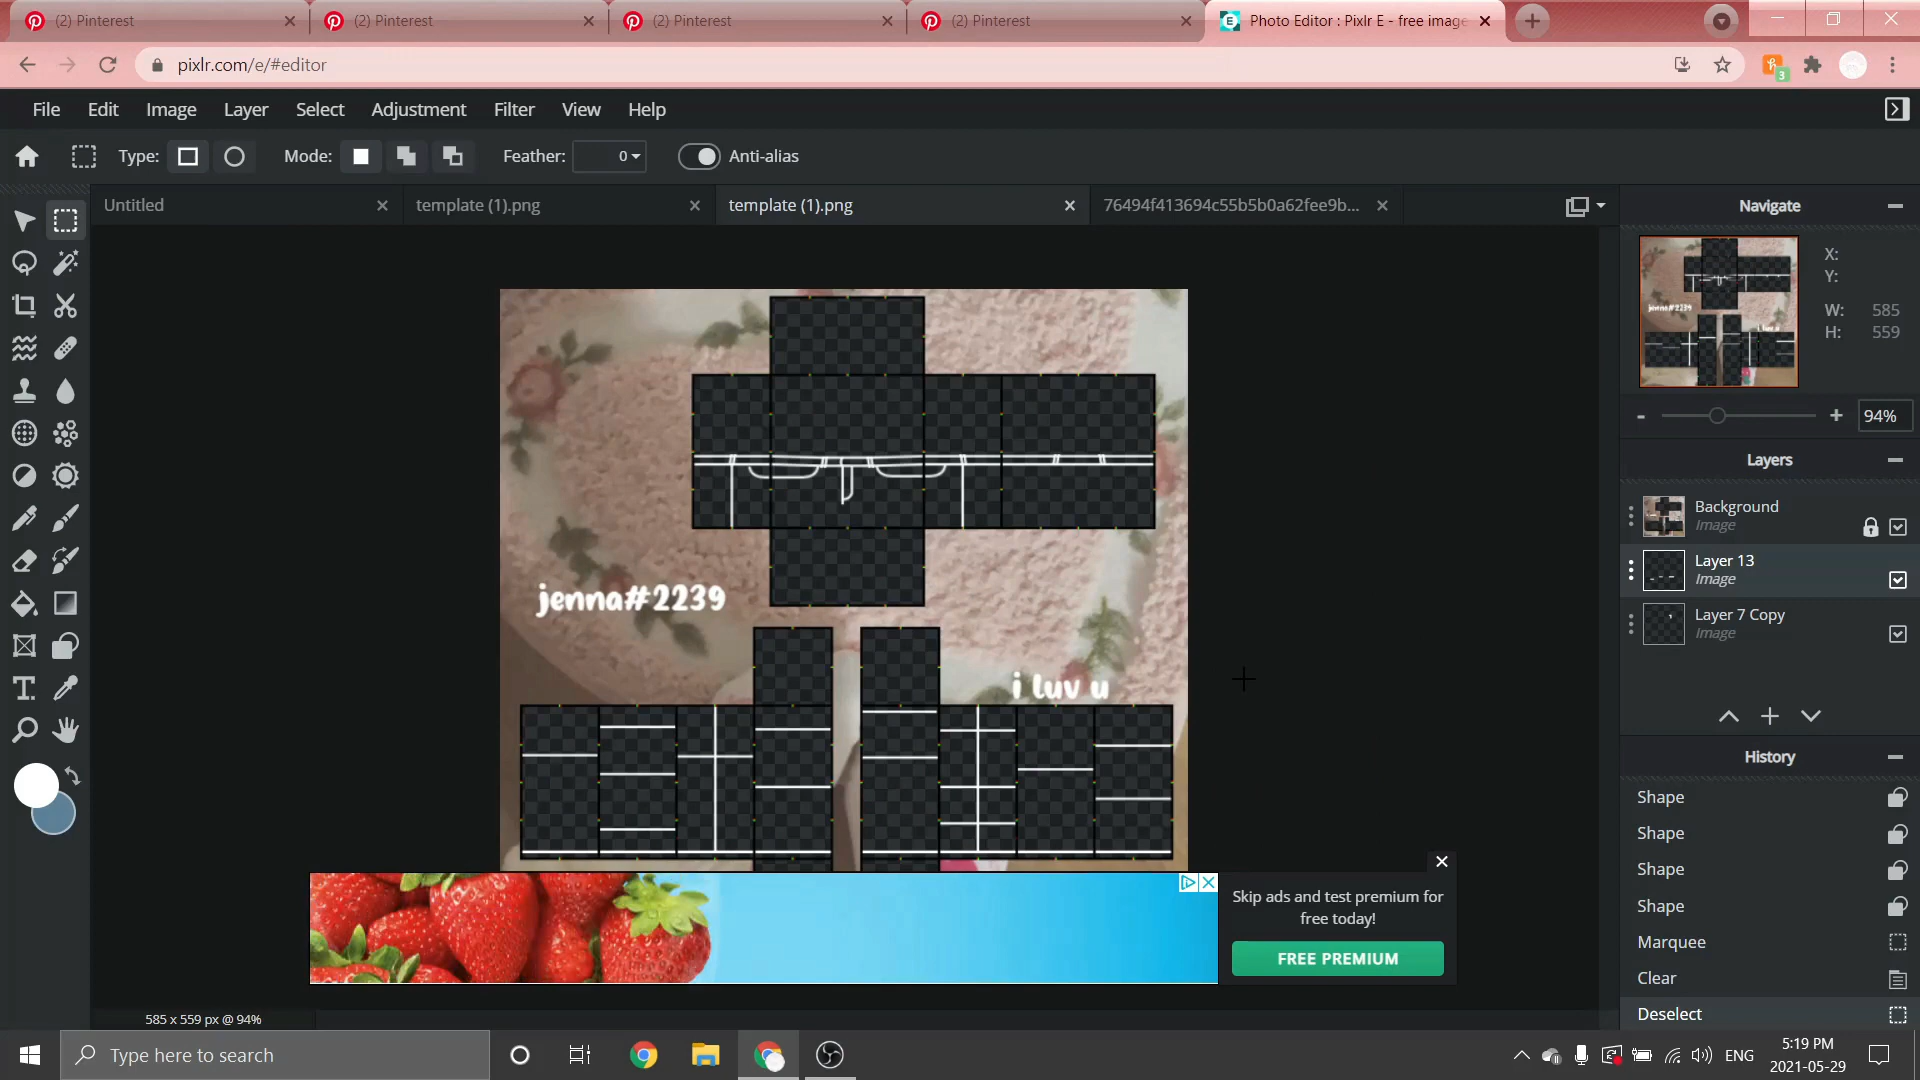 (2) Pinterest
(2) Pinterest
(2) Pinterest
(2) Pinterest
Photo Editor : Pixlr E - free image
pixlr.com/e/#editor
3
File Edit Image Layer Select Adjustment Filter View Help
Type: Mode: Feather: 0 Anti-alias
Untitled
template (1).png
template (1).png
76494f413694c55b5b0a62fee9b...
Navigate
X:
Y:
W: 585
H: 559
94%
Layers
Background
Image
Layer 13
Image
Layer 7 Copy
Image
History
Shape
Shape
Shape
Shape
Marquee
Clear
Deselect
jenna#2239
i luv u
Skip ads and test premium for
free today!
FREE PREMIUM
585 x 559 px @ 94%
Type here to search
ENG
5:19 PM
2021-05-29